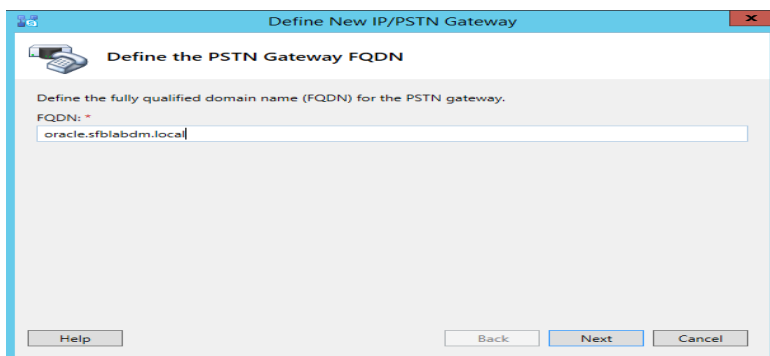 Define New IP/PSTN Gateway
x
Define the PSTN Gateway FQDN
Define the fully qualified domain name (FQDN) for the PSTN gateway.
FQDN: *
oracle.sfblabdm.local
Help
Back
Next
Cancel